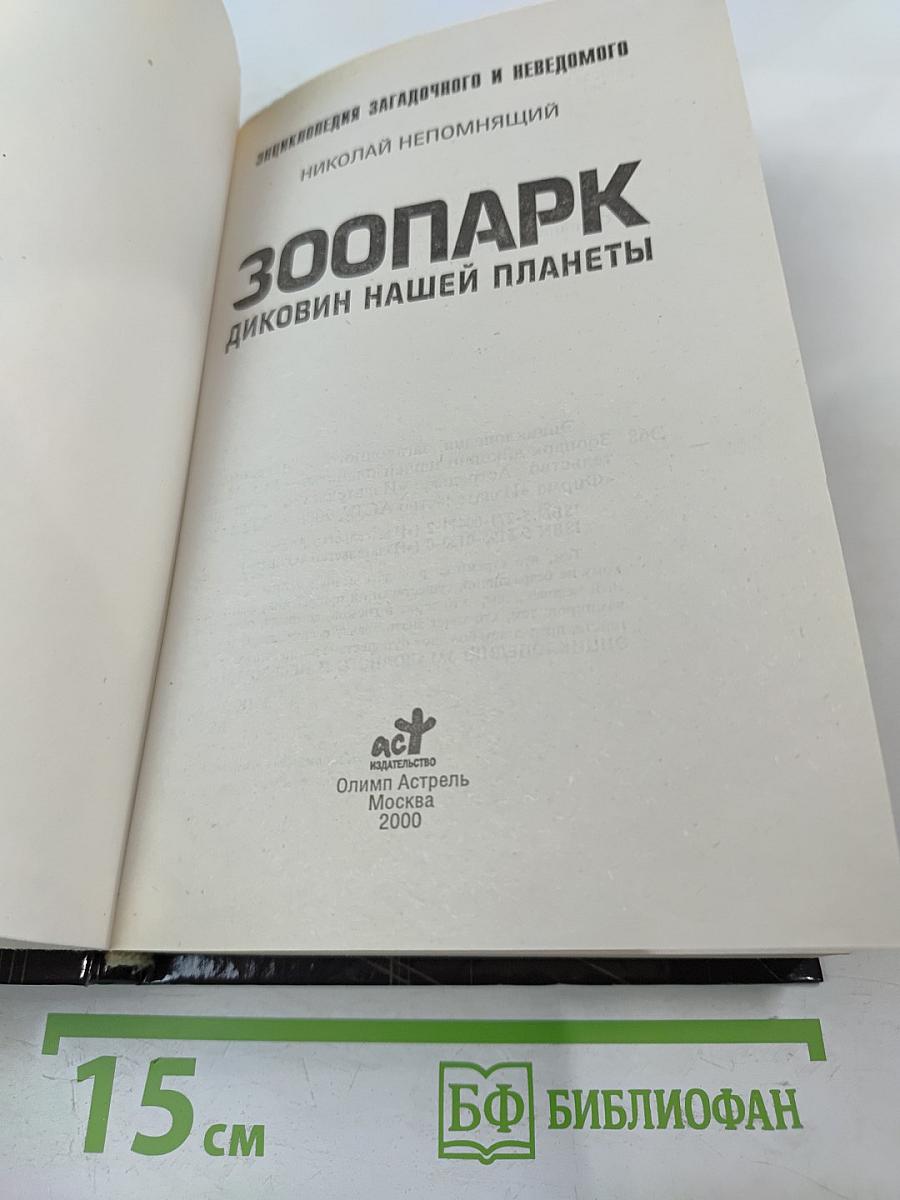 ЭНЦИКЛОПЕДИЯ ЗАГАДОЧНОГО И НЕВЕДОМОГО
НИКОЛАЙ НЕПОМНЯЩИЙ
ЗООПАРК
ДИКОВИН НАШЕЙ ПЛАНЕТЫ
аст
ИЗДАТЕЛЬСТВО
Олимп Астрель
Москва
2000
15 см
БФ БИБЛИОФАН